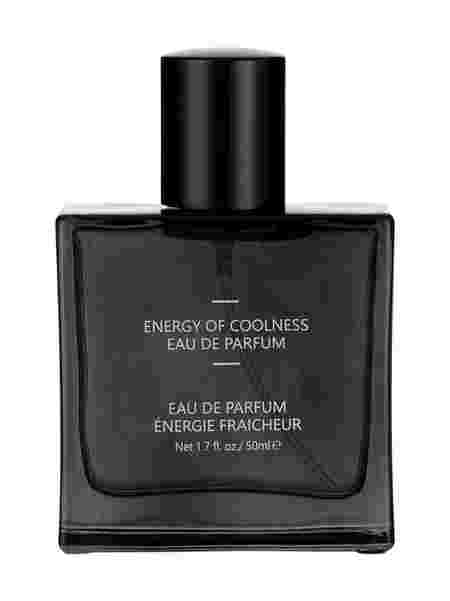 ENERGY OF COOLNESS
EAU DE PARFUM
EAU DE PARFUM
ÉNERGIE FRAICHEUR
Net 1.7 fl. oz./ 50ml ℮